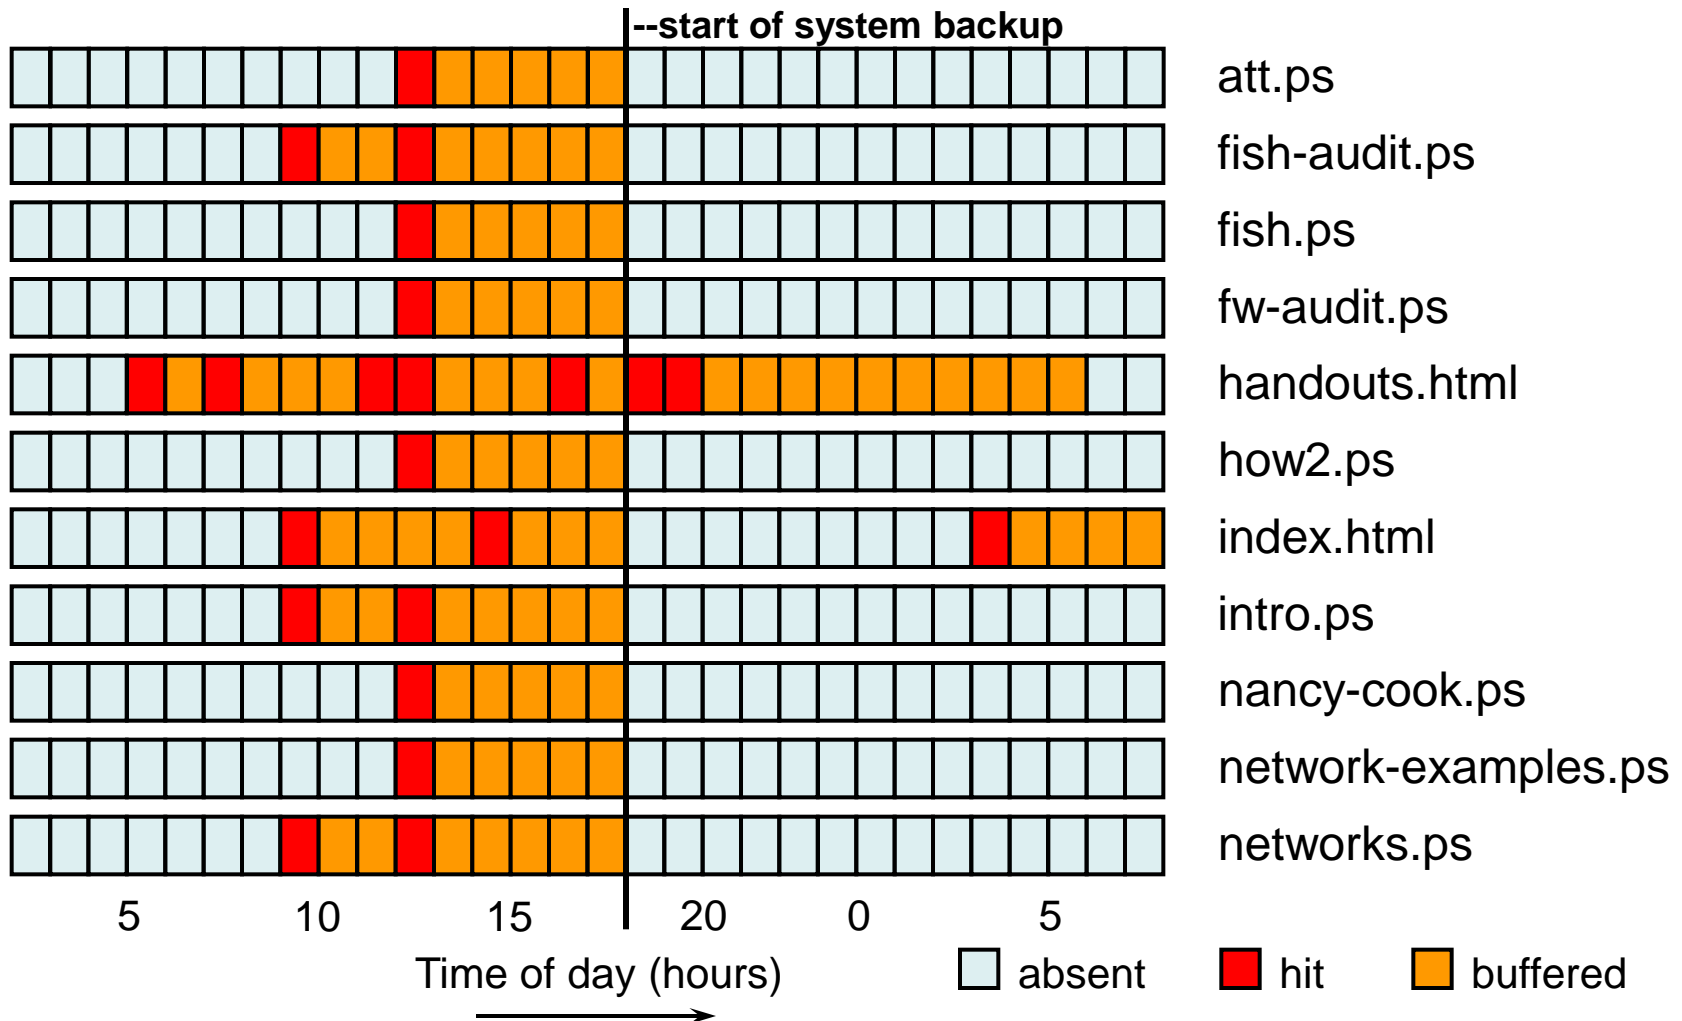 --start of system backup
att.ps
fish-audit.ps
fish.ps
fw-audit.ps
handouts.html
how2.ps
index.html
intro.ps
nancy-cook.ps
network-examples.ps
networks.ps
5 10 15 20 0 5
Time of day (hours) absent hit buffered